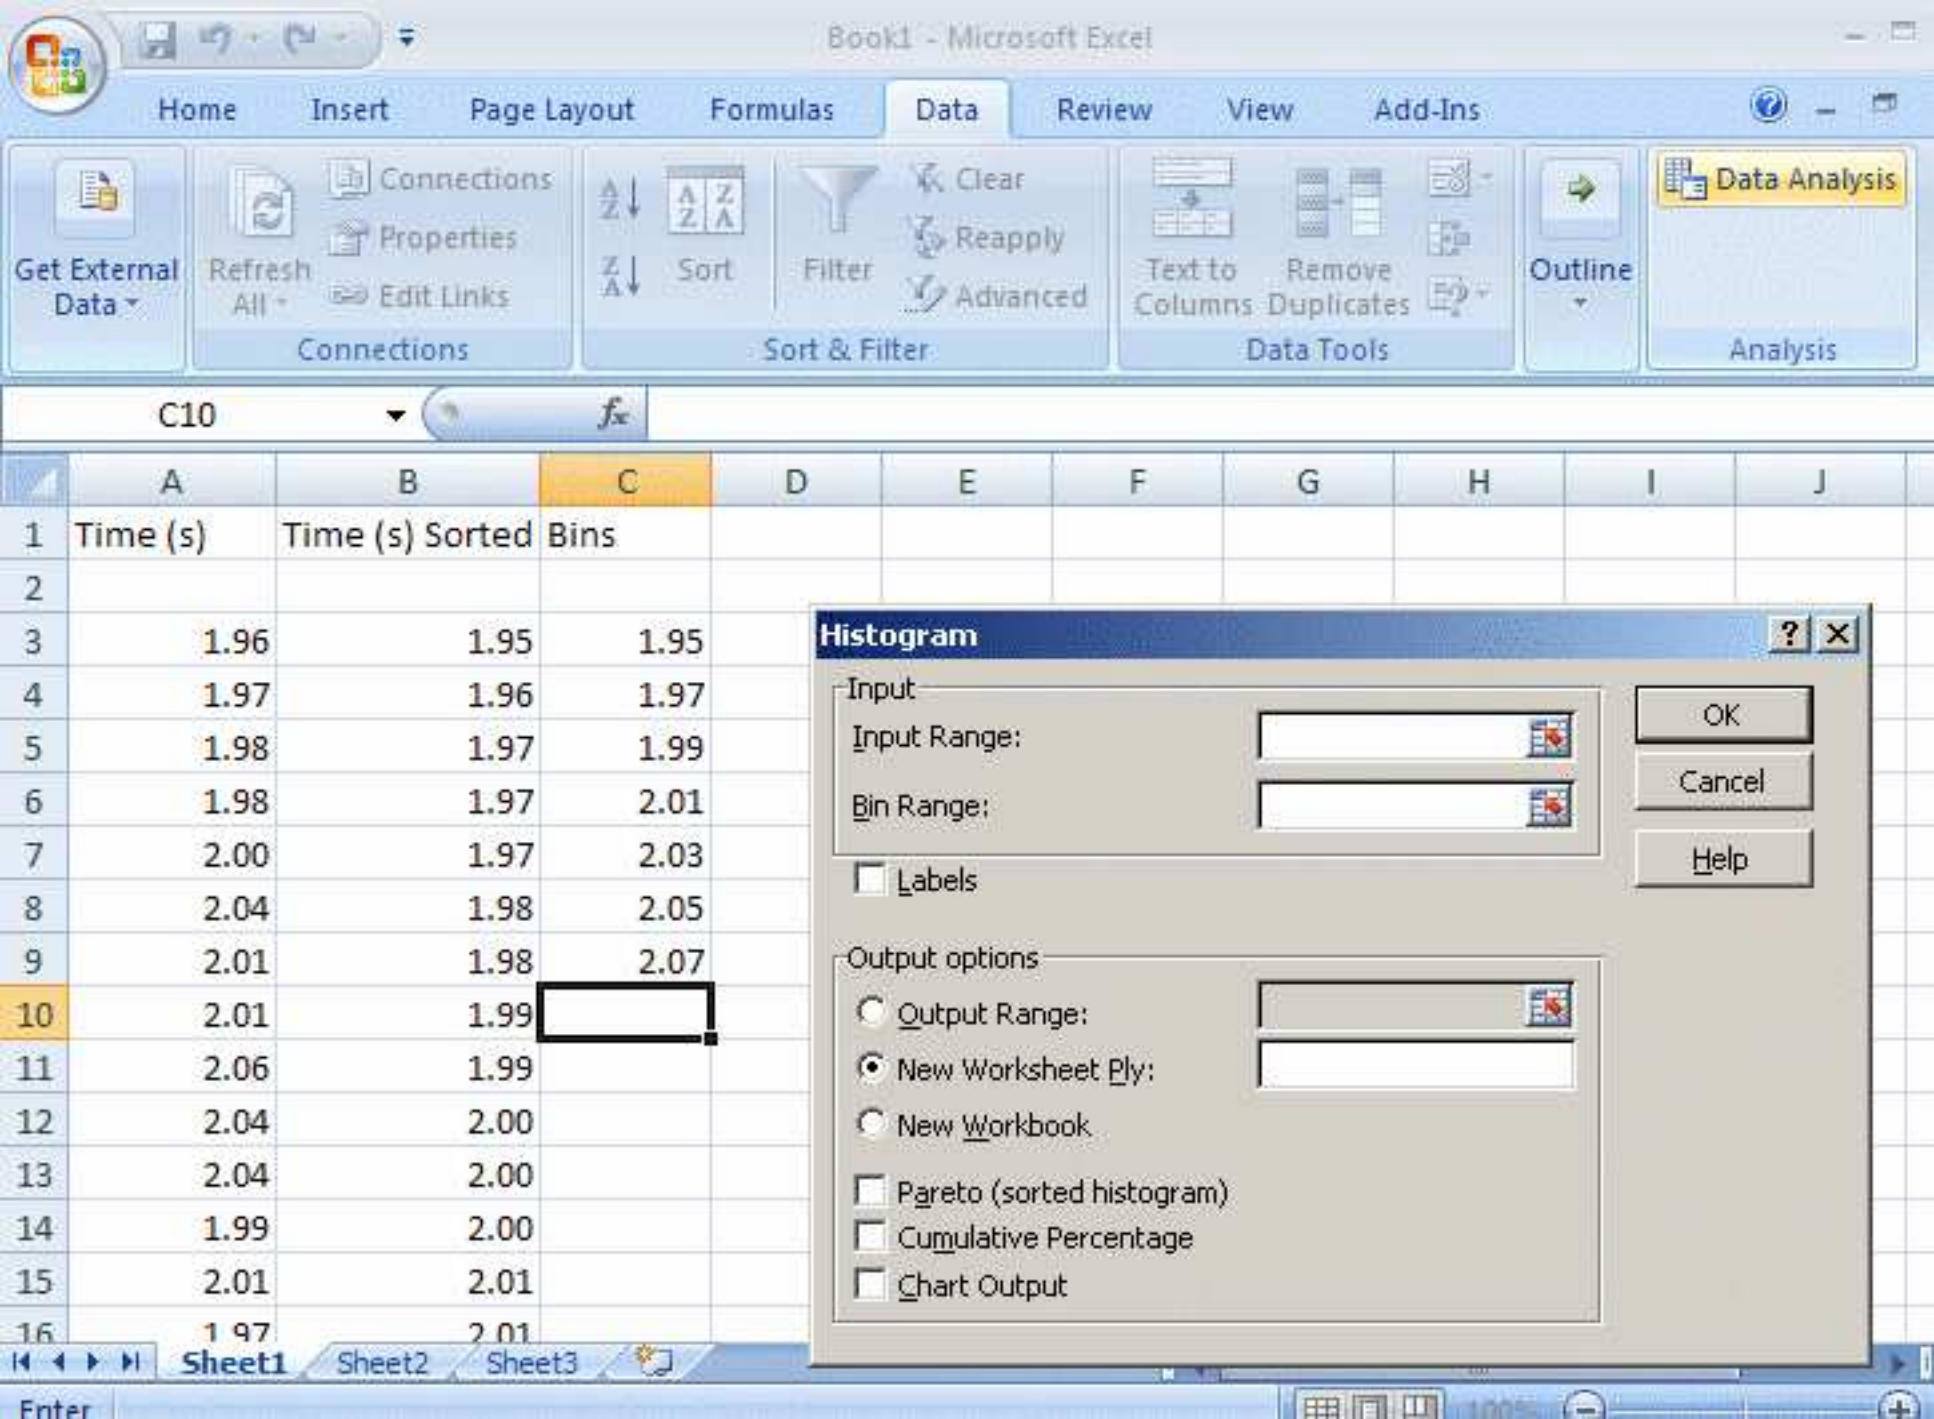 Book1 - Microsoft Excel
Home Insert Page Layout Formulas Data Review View Add-Ins
Get External Data
Refresh All
Connections
Properties
Edit Links
Connections
A Z
Z A
Sort
Filter
Clear
Reapply
Advanced
Sort & Filter
Text to Columns
Remove Duplicates
Data Tools
Outline
Data Analysis
Analysis
C10 fx
A B C D E F G H I J
1 Time (s) Time (s) Sorted Bins
2
3 1.96 1.95 1.95
4 1.97 1.96 1.97
5 1.98 1.97 1.99
6 1.98 1.97 2.01
7 2.00 1.97 2.03
8 2.04 1.98 2.05
9 2.01 1.98 2.07
10 2.01 1.99
11 2.06 1.99
12 2.04 2.00
13 2.04 2.00
14 1.99 2.00
15 2.01 2.01
16 1.97 2.01
Histogram
Input
Input Range:
Bin Range:
Labels
OK
Cancel
Help
Output options
Output Range:
New Worksheet Ply:
New Workbook
Pareto (sorted histogram)
Cumulative Percentage
Chart Output
Sheet1 Sheet2 Sheet3
Enter 100%